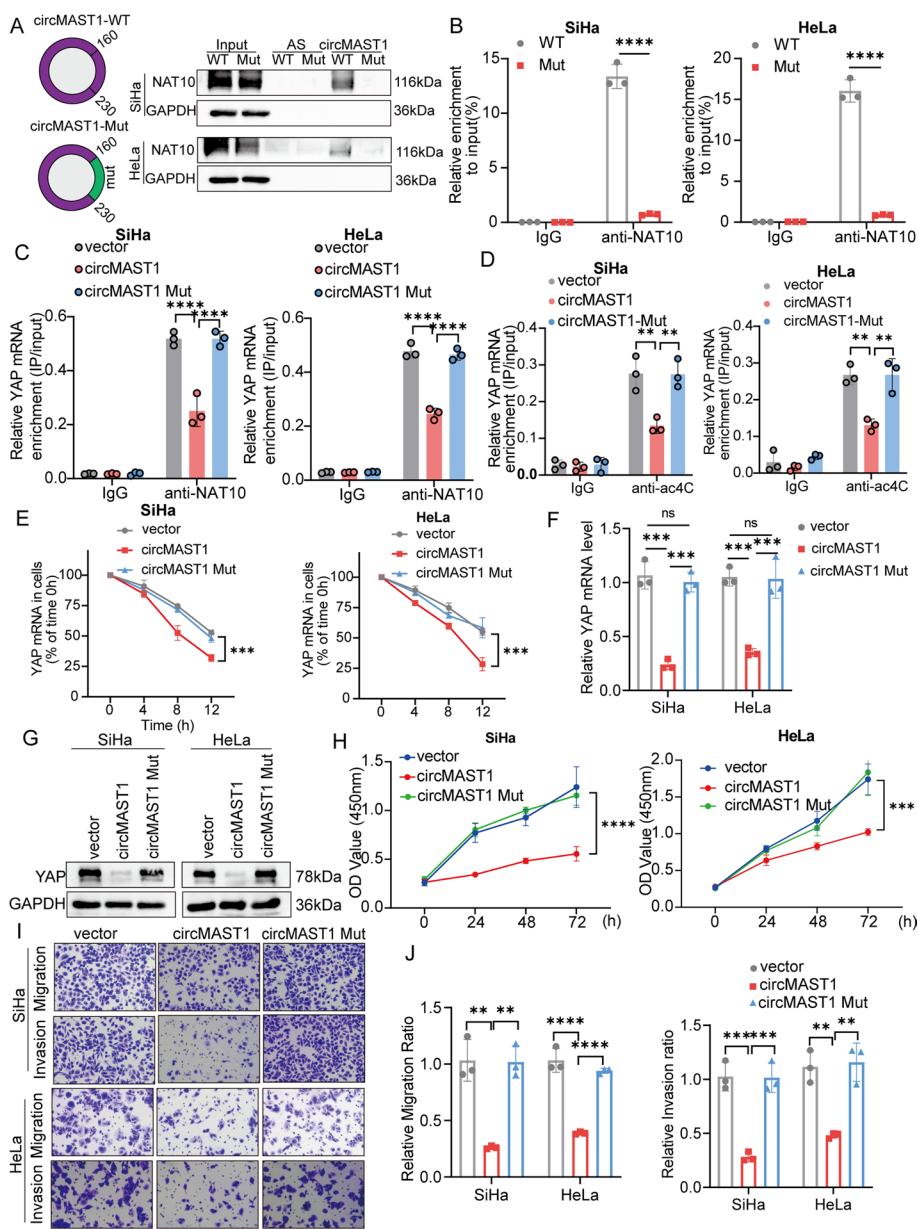 A
circMAST1-WT
160
230
circMAST1-Mut
160
mut
230
Input AS circMAST1
WT Mut WT Mut WT Mut
SiHa
NAT10 116kDa
GAPDH 36kDa
HeLa
NAT10 116kDa
GAPDH 36kDa
B
SiHa
WT
Mut
****
Relative enrichment
to input(%)
15
10
5
0
IgG anti-NAT10
HeLa
WT
Mut
****
Relative enrichment
to input(%)
20
15
10
5
0
IgG anti-NAT10
C
SiHa
vector
circMAST1
circMAST1 Mut
**** ****
Relative YAP mRNA
enrichment (IP/input)
0.6
0.4
0.2
0.0
IgG anti-NAT10
HeLa
**** ****
Relative YAP mRNA
enrichment (IP/input)
0.6
0.4
0.2
0.0
IgG anti-NAT10
D
SiHa
vector
circMAST1
circMAST1-Mut
** **
Relative YAP mRNA
enrichment (IP/input)
0.4
0.3
0.2
0.1
0.0
IgG anti-ac4C
HeLa
** **
Relative YAP mRNA
enrichment (IP/input)
0.4
0.3
0.2
0.1
0.0
IgG anti-ac4C
E
SiHa
vector
circMAST1
circMAST1 Mut
***
YAP mRNA in cells
(% of time 0h)
100
75
50
25
0 4 8 12
Time (h)
HeLa
vector
circMAST1
circMAST1 Mut
***
YAP mRNA in cells
(% of time 0h)
100
75
50
25
0 4 8 12
F
ns ns
*** *** *** ***
vector
circMAST1
circMAST1 Mut
Relative YAP mRNA level
1.5
1.0
0.5
0.0
SiHa HeLa
G
SiHa HeLa
vector circMAST1 circMAST1 Mut vector circMAST1 circMAST1 Mut
YAP 78kDa
GAPDH 36kDa
H
SiHa
vector
circMAST1
circMAST1 Mut
****
OD Value (450nm)
1.5
1.0
0.5
0.0
0 24 48 72 (h)
HeLa
vector
circMAST1
circMAST1 Mut
***
OD Value (450nm)
2.0
1.5
1.0
0.5
0.0
0 24 48 72 (h)
I
vector circMAST1 circMAST1 Mut
SiHa
Migration
Invasion
HeLa
Migration
Invasion
J
vector
circMAST1
circMAST1 Mut
** ** **** ****
Relative Migration Ratio
1.5
1.0
0.5
0.0
SiHa HeLa
*** *** ** **
Relative Invasion ratio
1.5
1.0
0.5
0.0
SiHa HeLa